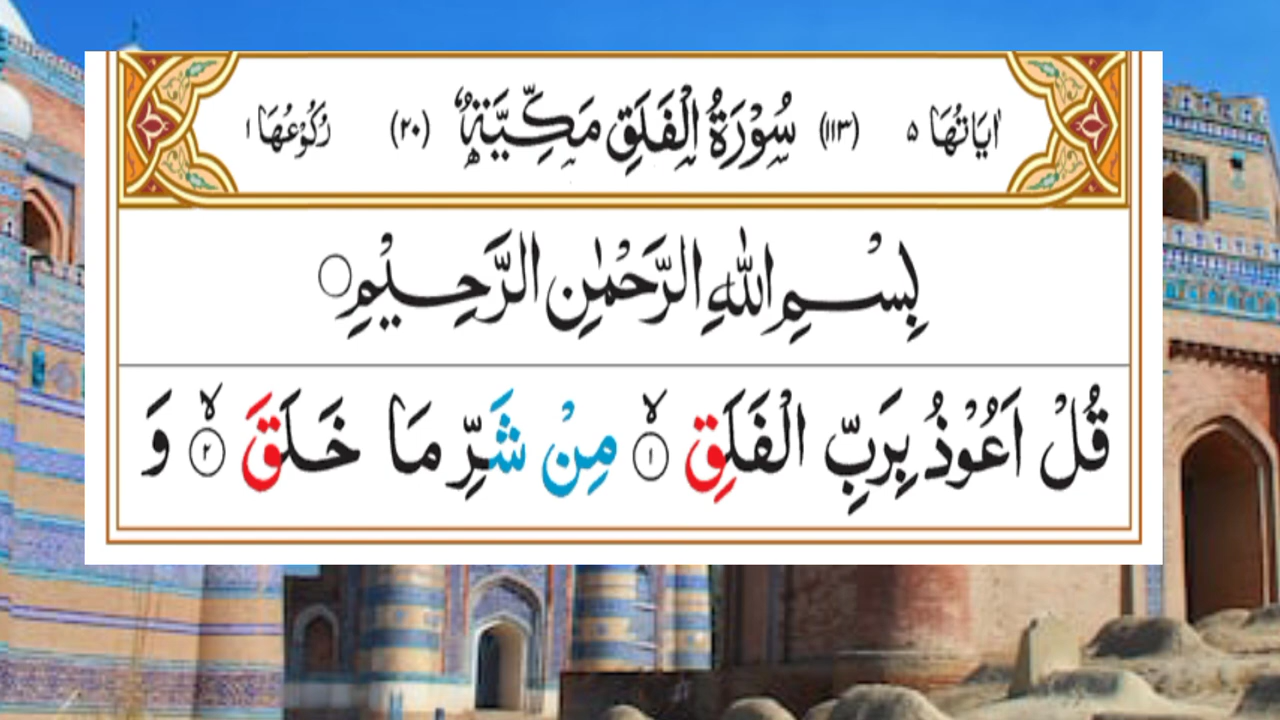 اٰيَاتُهَا ٥ (١١٣) سُوْرَةُ الْفَلَقِ مَكِّيَّةٌ (٢٠) رُكُوْعُهَا ١
بِسْمِ اللّٰهِ الرَّحْمٰنِ الرَّحِيْمِ ○
قُلْ اَعُوْذُ بِرَبِّ الْفَلَقِ ۙ ١ مِنْ شَرِّ مَا خَلَقَ ۙ ٢ وَ